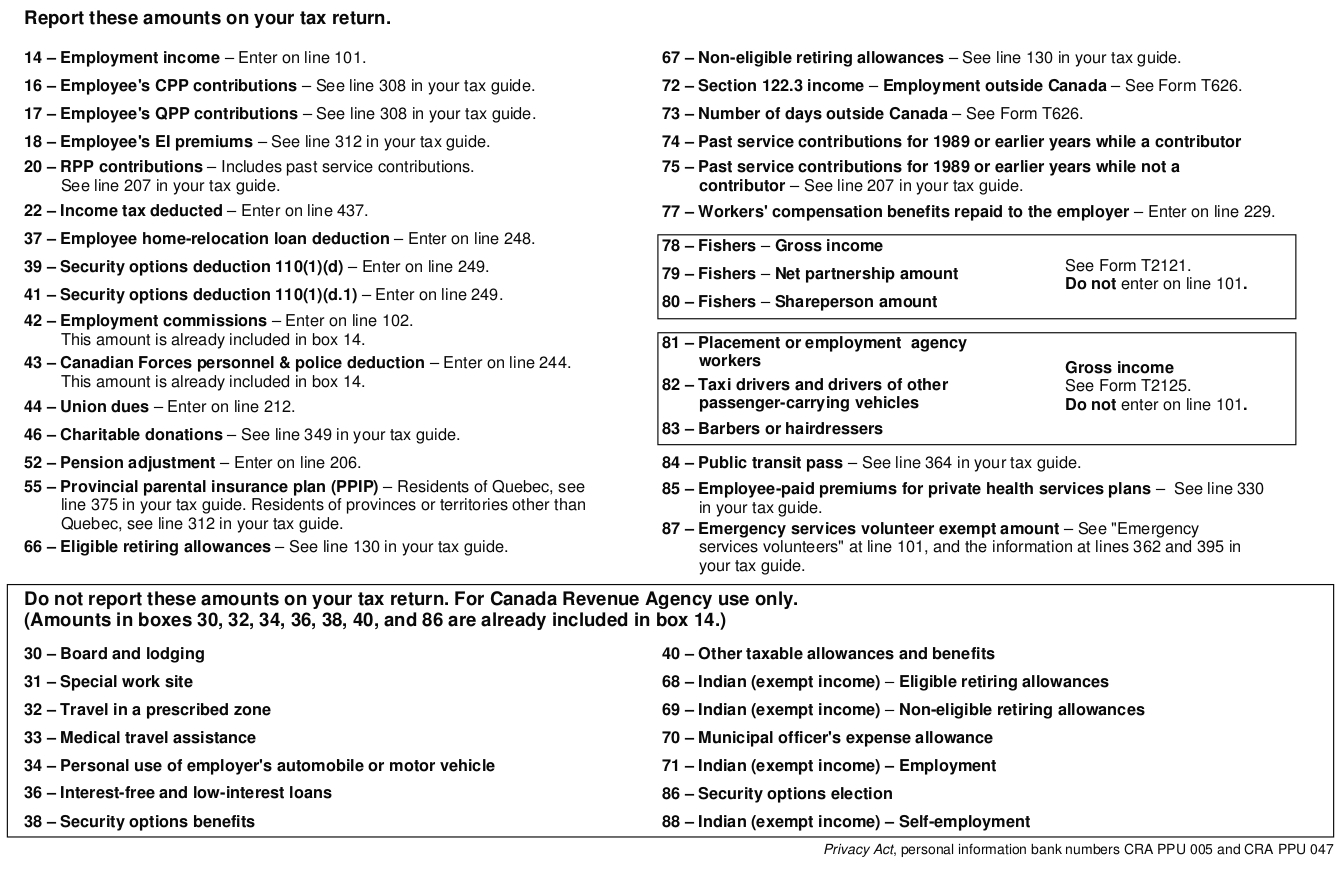 Report these amounts on your tax return.
14 – Employment income – Enter on line 101.
16 – Employee's CPP contributions – See line 308 in your tax guide.
17 – Employee's QPP contributions – See line 308 in your tax guide.
18 – Employee's EI premiums – See line 312 in your tax guide.
20 – RPP contributions – Includes past service contributions.
See line 207 in your tax guide.
22 – Income tax deducted – Enter on line 437.
37 – Employee home-relocation loan deduction – Enter on line 248.
39 – Security options deduction 110(1)(d) – Enter on line 249.
41 – Security options deduction 110(1)(d.1) – Enter on line 249.
42 – Employment commissions – Enter on line 102.
This amount is already included in box 14.
43 – Canadian Forces personnel & police deduction – Enter on line 244.
This amount is already included in box 14.
44 – Union dues – Enter on line 212.
46 – Charitable donations – See line 349 in your tax guide.
52 – Pension adjustment – Enter on line 206.
55 – Provincial parental insurance plan (PPIP) – Residents of Quebec, see
line 375 in your tax guide. Residents of provinces or territories other than
Quebec, see line 312 in your tax guide.
66 – Eligible retiring allowances – See line 130 in your tax guide.
67 – Non-eligible retiring allowances – See line 130 in your tax guide.
72 – Section 122.3 income – Employment outside Canada – See Form T626.
73 – Number of days outside Canada – See Form T626.
74 – Past service contributions for 1989 or earlier years while a contributor
75 – Past service contributions for 1989 or earlier years while not a
contributor – See line 207 in your tax guide.
77 – Workers' compensation benefits repaid to the employer – Enter on line 229.
78 – Fishers – Gross income
79 – Fishers – Net partnership amount
80 – Fishers – Shareperson amount
See Form T2121.
Do not enter on line 101.
81 – Placement or employment agency
workers
82 – Taxi drivers and drivers of other
passenger-carrying vehicles
83 – Barbers or hairdressers
Gross income
See Form T2125.
Do not enter on line 101.
84 – Public transit pass – See line 364 in your tax guide.
85 – Employee-paid premiums for private health services plans – See line 330
in your tax guide.
87 – Emergency services volunteer exempt amount – See "Emergency
services volunteers" at line 101, and the information at lines 362 and 395 in
your tax guide.
Do not report these amounts on your tax return. For Canada Revenue Agency use only.
(Amounts in boxes 30, 32, 34, 36, 38, 40, and 86 are already included in box 14.)
30 – Board and lodging
31 – Special work site
32 – Travel in a prescribed zone
33 – Medical travel assistance
34 – Personal use of employer's automobile or motor vehicle
36 – Interest-free and low-interest loans
38 – Security options benefits
40 – Other taxable allowances and benefits
68 – Indian (exempt income) – Eligible retiring allowances
69 – Indian (exempt income) – Non-eligible retiring allowances
70 – Municipal officer's expense allowance
71 – Indian (exempt income) – Employment
86 – Security options election
88 – Indian (exempt income) – Self-employment
Privacy Act, personal information bank numbers CRA PPU 005 and CRA PPU 047